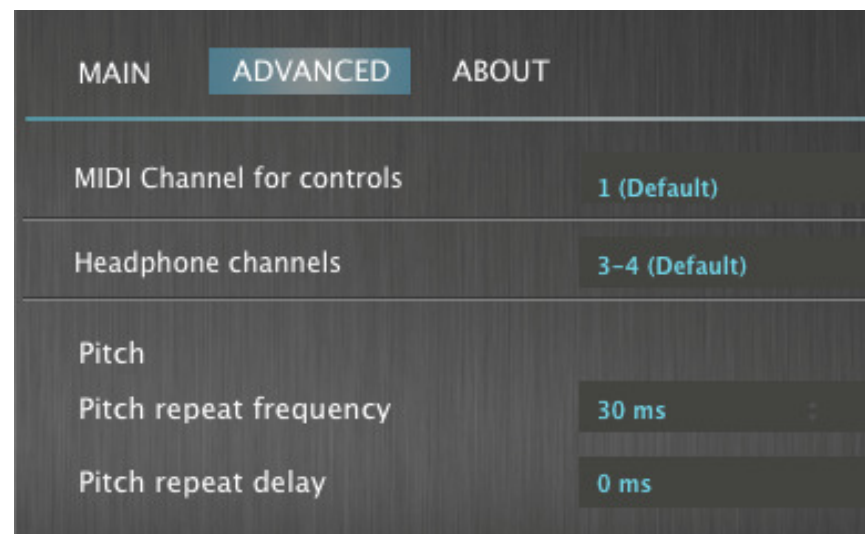 MAIN ADVANCED ABOUT
MIDI Channel for controls 1 (Default)
Headphone channels 3-4 (Default)
Pitch
Pitch repeat frequency 30 ms
Pitch repeat delay 0 ms